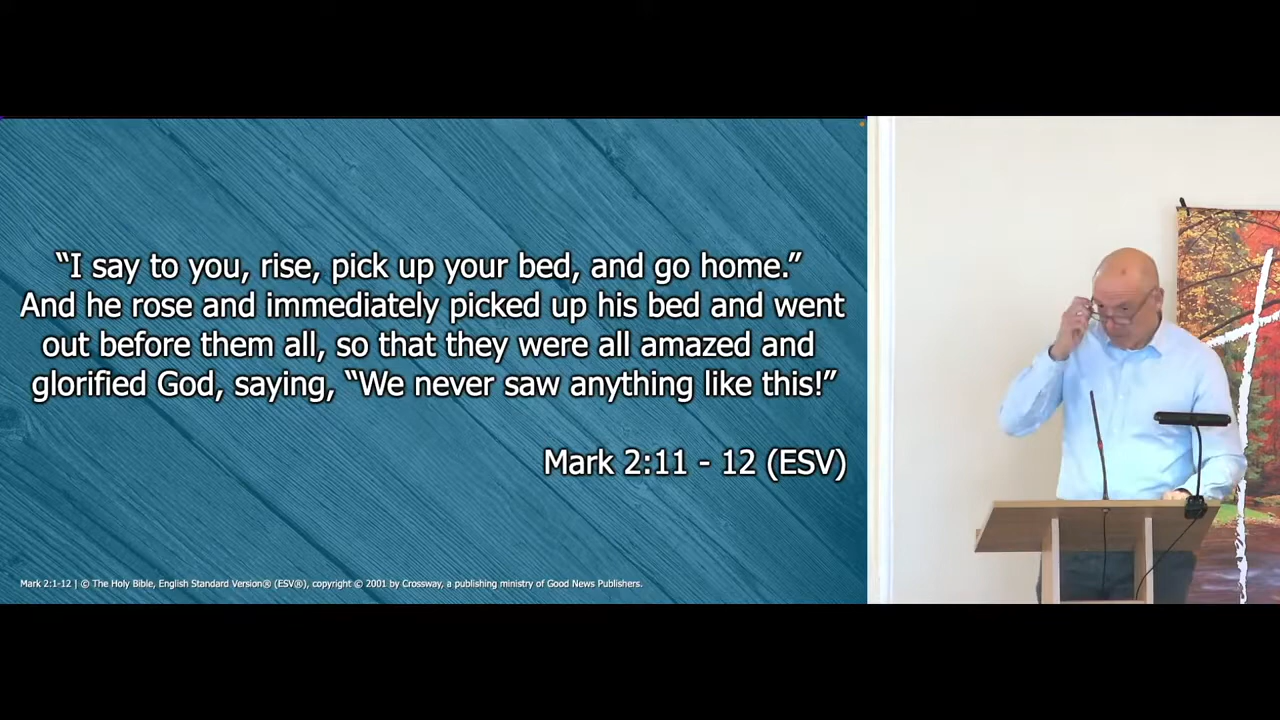 “I say to you, rise, pick up your bed, and go home.”
And he rose and immediately picked up his bed and went
out before them all, so that they were all amazed and
glorified God, saying, “We never saw anything like this!”
Mark 2:11 - 12 (ESV)
Mark 2:1-12 | © The Holy Bible, English Standard Version® (ESV®), copyright © 2001 by Crossway, a publishing ministry of Good News Publishers.